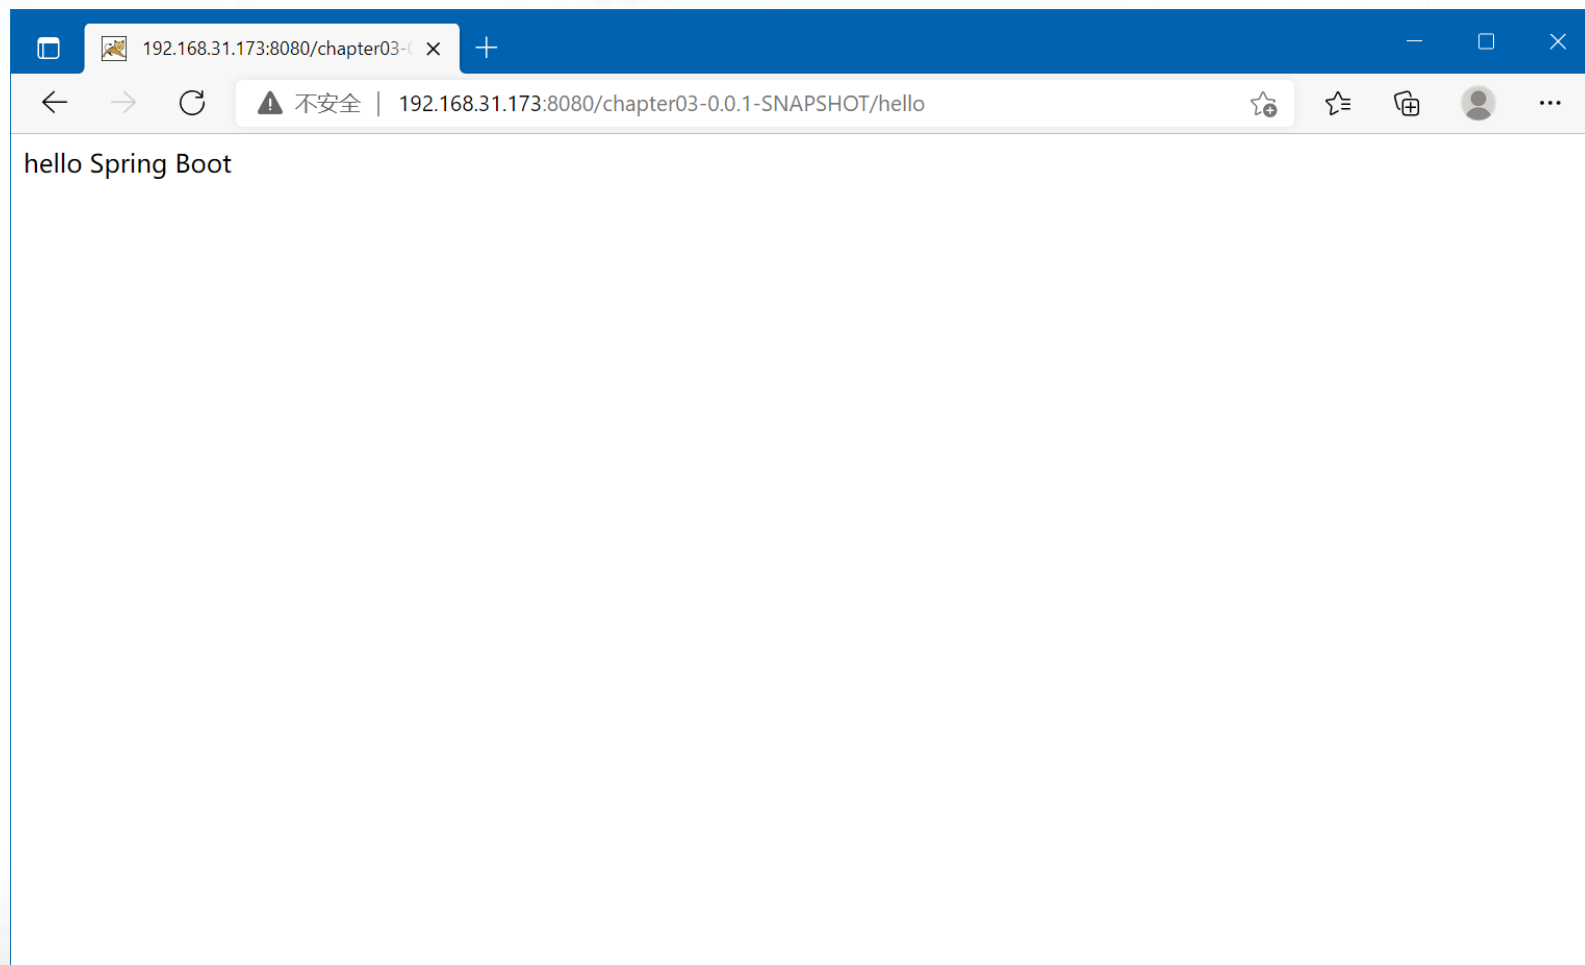 192.168.31.173:8080/chapter03-
不安全 | 192.168.31.173:8080/chapter03-0.0.1-SNAPSHOT/hello
hello Spring Boot